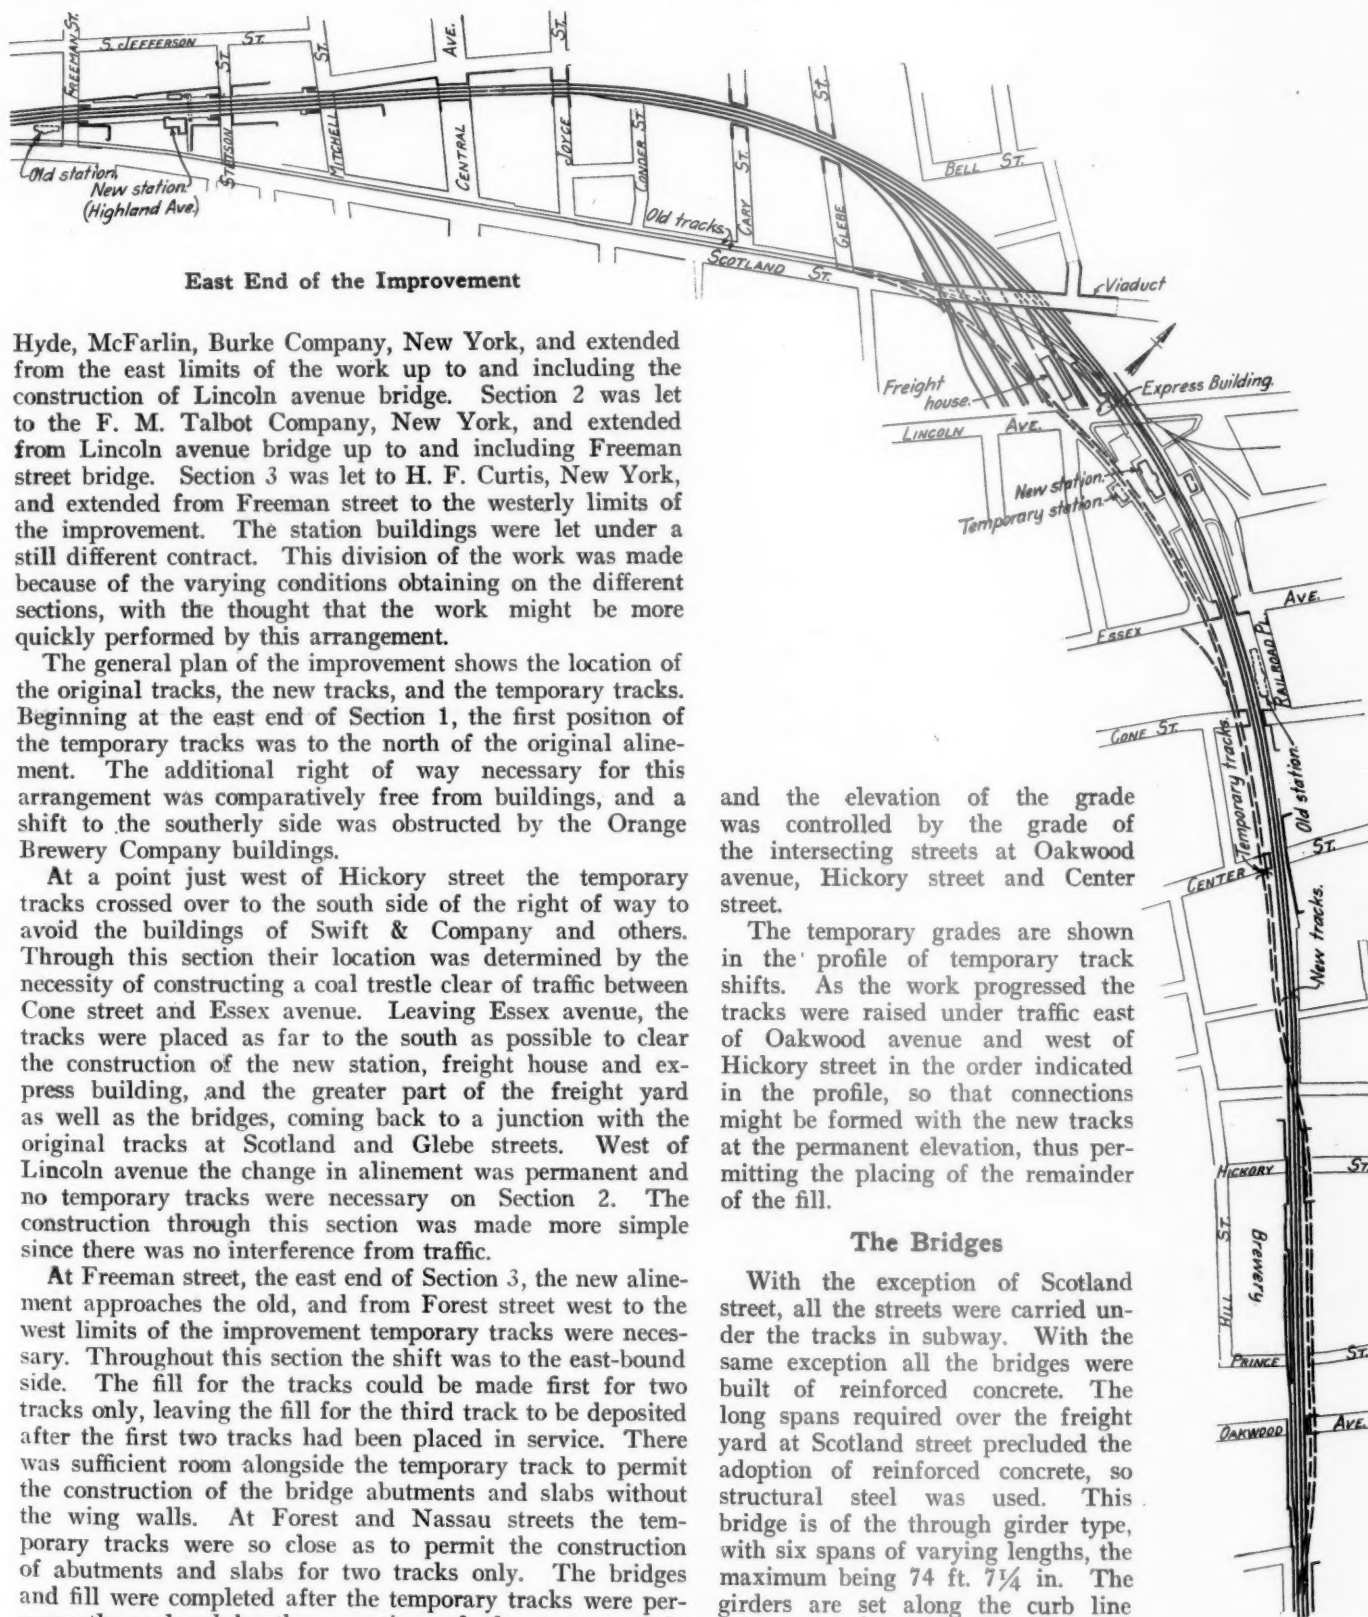 FREEMAN ST.
S. JEFFERSON ST.
STETSON ST.
MITCHELL ST.
CENTRAL AVE.
JOYCE ST.
CONDER ST.
CARY ST.
GLEBE ST.
BELL ST.
Old station.
New station.
(Highland Ave.)
Old tracks.
SCOTLAND ST.
Viaduct
Freight
house.
Express Building.
LINCOLN AVE.
New station.
Temporary station.
ESSEX AVE.
RAILROAD PL.
CONE ST.
Temporary tracks.
Old station.
CENTER ST.
New tracks.
HICKORY ST.
HILL ST.
Brewery
PRINCE ST.
OAKWOOD AVE.
East End of the Improvement
Hyde, McFarlin, Burke Company, New York, and extended
from the east limits of the work up to and including the
construction of Lincoln avenue bridge. Section 2 was let
to the F. M. Talbot Company, New York, and extended
from Lincoln avenue bridge up to and including Freeman
street bridge. Section 3 was let to H. F. Curtis, New York,
and extended from Freeman street to the westerly limits of
the improvement. The station buildings were let under a
still different contract. This division of the work was made
because of the varying conditions obtaining on the different
sections, with the thought that the work might be more
quickly performed by this arrangement.
The general plan of the improvement shows the location of
the original tracks, the new tracks, and the temporary tracks.
Beginning at the east end of Section 1, the first position of
the temporary tracks was to the north of the original aline-
ment. The additional right of way necessary for this
arrangement was comparatively free from buildings, and a
shift to the southerly side was obstructed by the Orange
Brewery Company buildings.
At a point just west of Hickory street the temporary
tracks crossed over to the south side of the right of way to
avoid the buildings of Swift & Company and others.
Through this section their location was determined by the
necessity of constructing a coal trestle clear of traffic between
Cone street and Essex avenue. Leaving Essex avenue, the
tracks were placed as far to the south as possible to clear
the construction of the new station, freight house and ex-
press building, and the greater part of the freight yard
as well as the bridges, coming back to a junction with the
original tracks at Scotland and Glebe streets. West of
Lincoln avenue the change in alinement was permanent and
no temporary tracks were necessary on Section 2. The
construction through this section was made more simple
since there was no interference from traffic.
At Freeman street, the east end of Section 3, the new aline-
ment approaches the old, and from Forest street west to the
west limits of the improvement temporary tracks were neces-
sary. Throughout this section the shift was to the east-bound
side. The fill for the tracks could be made first for two
tracks only, leaving the fill for the third track to be deposited
after the first two tracks had been placed in service. There
was sufficient room alongside the temporary track to permit
the construction of the bridge abutments and slabs without
the wing walls. At Forest and Nassau streets the tem-
porary tracks were so close as to permit the construction
of abutments and slabs for two tracks only. The bridges
and fill were completed after the temporary tracks were per-
and the elevation of the grade
was controlled by the grade of
the intersecting streets at Oakwood
avenue, Hickory street and Center
street.
The temporary grades are shown
in the profile of temporary track
shifts. As the work progressed the
tracks were raised under traffic east
of Oakwood avenue and west of
Hickory street in the order indicated
in the profile, so that connections
might be formed with the new tracks
at the permanent elevation, thus per-
mitting the placing of the remainder
of the fill.
The Bridges
With the exception of Scotland
street, all the streets were carried un-
der the tracks in subway. With the
same exception all the bridges were
built of reinforced concrete. The
long spans required over the freight
yard at Scotland street precluded the
adoption of reinforced concrete, so
structural steel was used. This
bridge is of the through girder type,
with six spans of varying lengths, the
maximum being 74 ft. 7¼ in. The
girders are set along the curb line